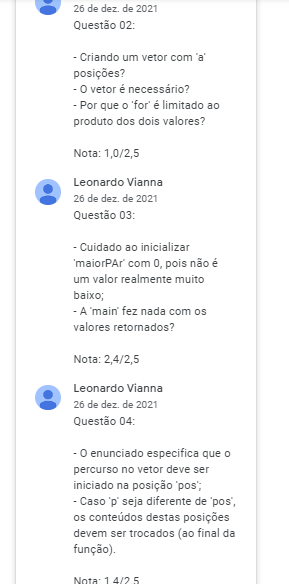 26 de dez. de 2021
Questão 02:
- Criando um vetor com 'a'
posições?
- O vetor é necessário?
- Por que o 'for' é limitado ao
produto dos dois valores?
Nota: 1,0/2,5
Leonardo Vianna
26 de dez. de 2021
Questão 03:
- Cuidado ao inicializar
'maiorPAr' com 0, pois não é
um valor realmente muito
baixo;
- A 'main' fez nada com os
valores retornados?
Nota: 2,4/2,5
Leonardo Vianna
26 de dez. de 2021
Questão 04:
- O enunciado especifica que o
percurso no vetor deve ser
iniciado na posição 'pos';
- Caso 'p' seja diferente de 'pos',
os conteúdos destas posições
devem ser trocados (ao final da
função).
Nota: 1,4/2,5